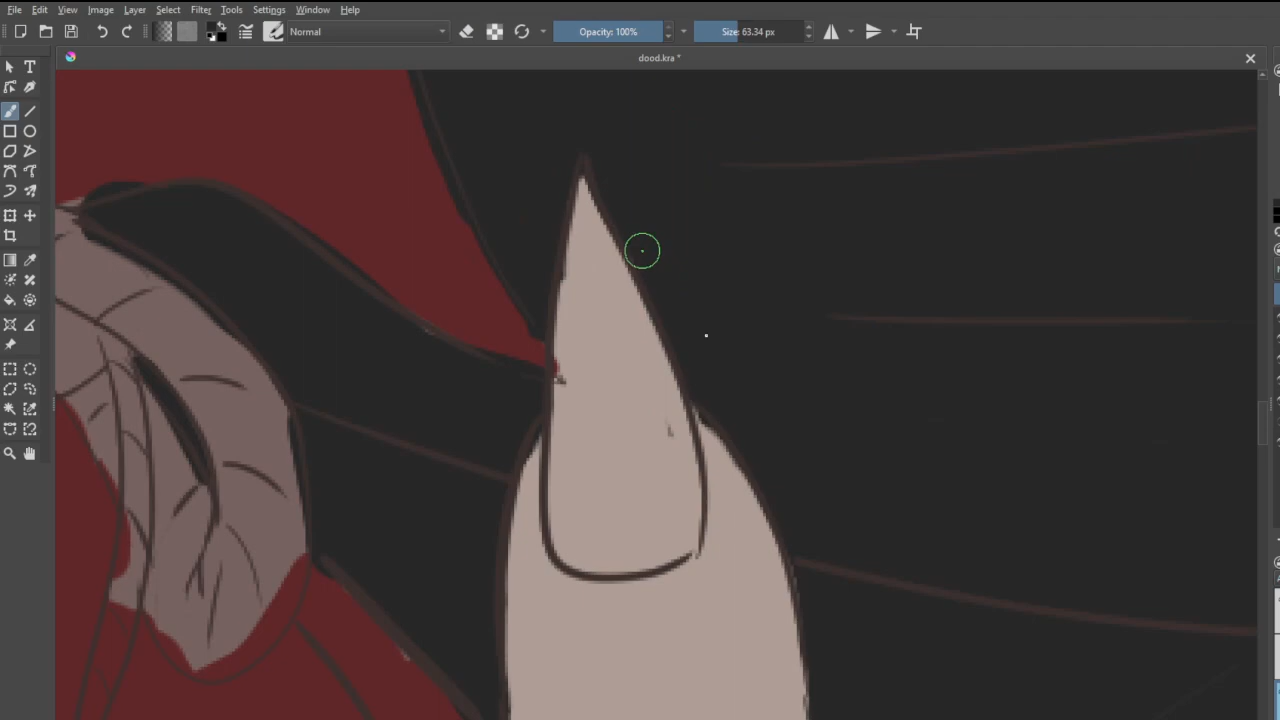 File Edit View Image Layer Select Filter Tools Settings Window Help
Normal
Opacity: 100%
Size: 63.34 px
dood.kra *